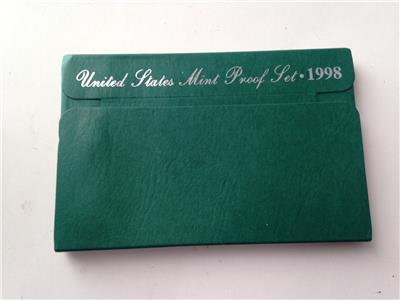 United States Mint Proof Set • 1998